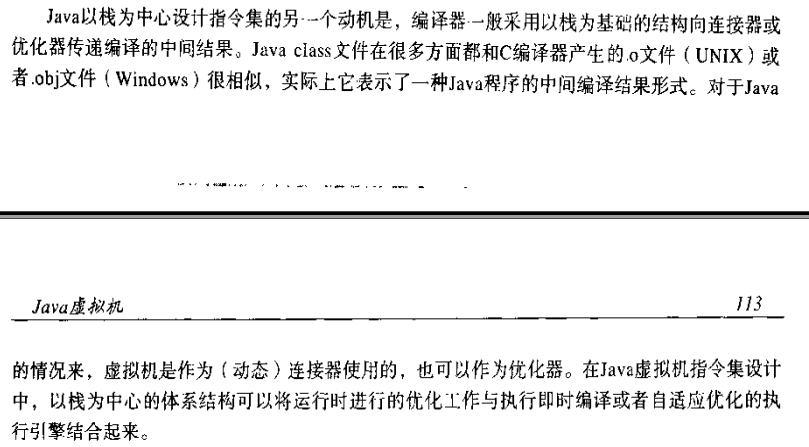 Java以栈为中心设计指令集的另一个动机是，编译器一般采用以栈为基础的结构向连接器或
优化器传递编译的中间结果。Java class文件在很多方面都和C编译器产生的.o文件（UNIX）或
者.obj文件（Windows）很相似，实际上它表示了一种Java程序的中间编译结果形式。对于Java
Java虚拟机 113
的情况来，虚拟机是作为（动态）连接器使用的，也可以作为优化器。在Java虚拟机指令集设计
中，以栈为中心的体系结构可以将运行时进行的优化工作与执行即时编译或者自适应优化的执
行引擎结合起来。